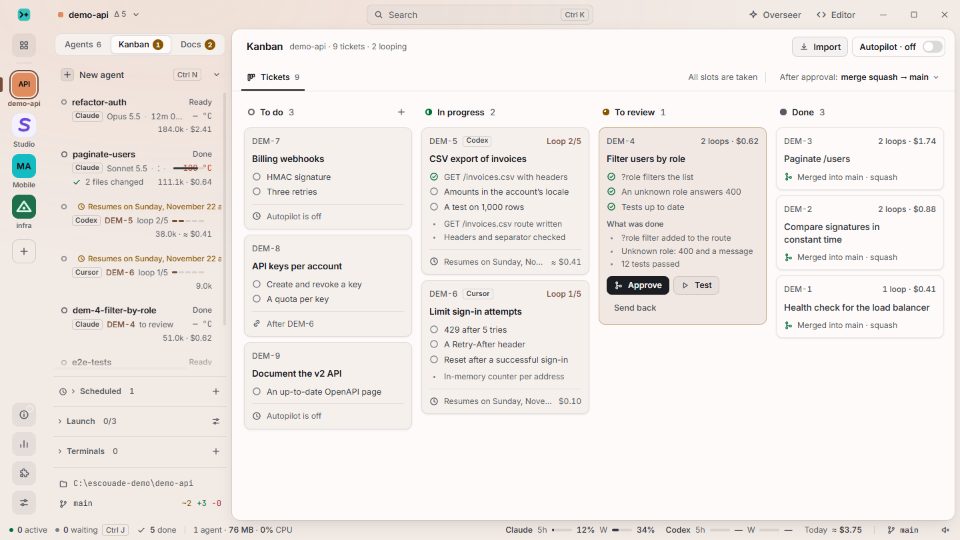 demo-api Δ 5
Search Ctrl K
Overseer
Editor
API
demo-api
S
Studio
MA
Mobile
infra
Agents 6
Kanban 1
Docs 2
New agent Ctrl N
refactor-auth Ready
Claude Opus 5.5 · 12m 0... — °C
184.0k · $2.41
paginate-users Done
Claude Sonnet 5.5 · °C
2 files changed 111.1k · $0.64
Resumes on Sunday, November 22 a
Codex DEM-5 loop 2/5
38.0k · ≈ $0.41
Resumes on Sunday, November 22 a
Cursor DEM-6 loop 1/5
9.0k
dem-4-filter-by-role Done
Claude DEM-4 to review — °C
51.0k · $0.62
e2e-tests Ready
Scheduled 1
Launch 0/3
Terminals 0
C:\escouade-demo\demo-api
main ~2 +3 -0
Kanban demo-api · 9 tickets · 2 looping
Import
Autopilot · off
Tickets 9
All slots are taken
After approval: merge squash → main
To do 3
DEM-7
Billing webhooks
HMAC signature
Three retries
Autopilot is off
DEM-8
API keys per account
Create and revoke a key
A quota per key
After DEM-6
DEM-9
Document the v2 API
An up-to-date OpenAPI page
Autopilot is off
In progress 2
DEM-5 Codex Loop 2/5
CSV export of invoices
GET /invoices.csv with headers
Amounts in the account's locale
A test on 1,000 rows
GET /invoices.csv route written
Headers and separator checked
Resumes on Sunday, No... ≈ $0.41
DEM-6 Cursor Loop 1/5
Limit sign-in attempts
429 after 5 tries
A Retry-After header
Reset after a successful sign-in
In-memory counter per address
Resumes on Sunday, Nove... $0.10
To review 1
DEM-4 2 loops · $0.62
Filter users by role
?role filters the list
An unknown role answers 400
Tests up to date
What was done
?role filter added to the route
Unknown role: 400 and a message
12 tests passed
Approve
Test
Send back
Done 3
DEM-3 2 loops · $1.74
Paginate /users
Merged into main · squash
DEM-2 2 loops · $0.88
Compare signatures in
constant time
Merged into main · squash
DEM-1 1 loop · $0.41
Health check for the load balancer
Merged into main · squash
0 active 0 waiting Ctrl J 5 done 1 agent · 76 MB · 0% CPU
Claude 5h 12% W 34% Codex 5h — W — Today ≈ $3.75 main